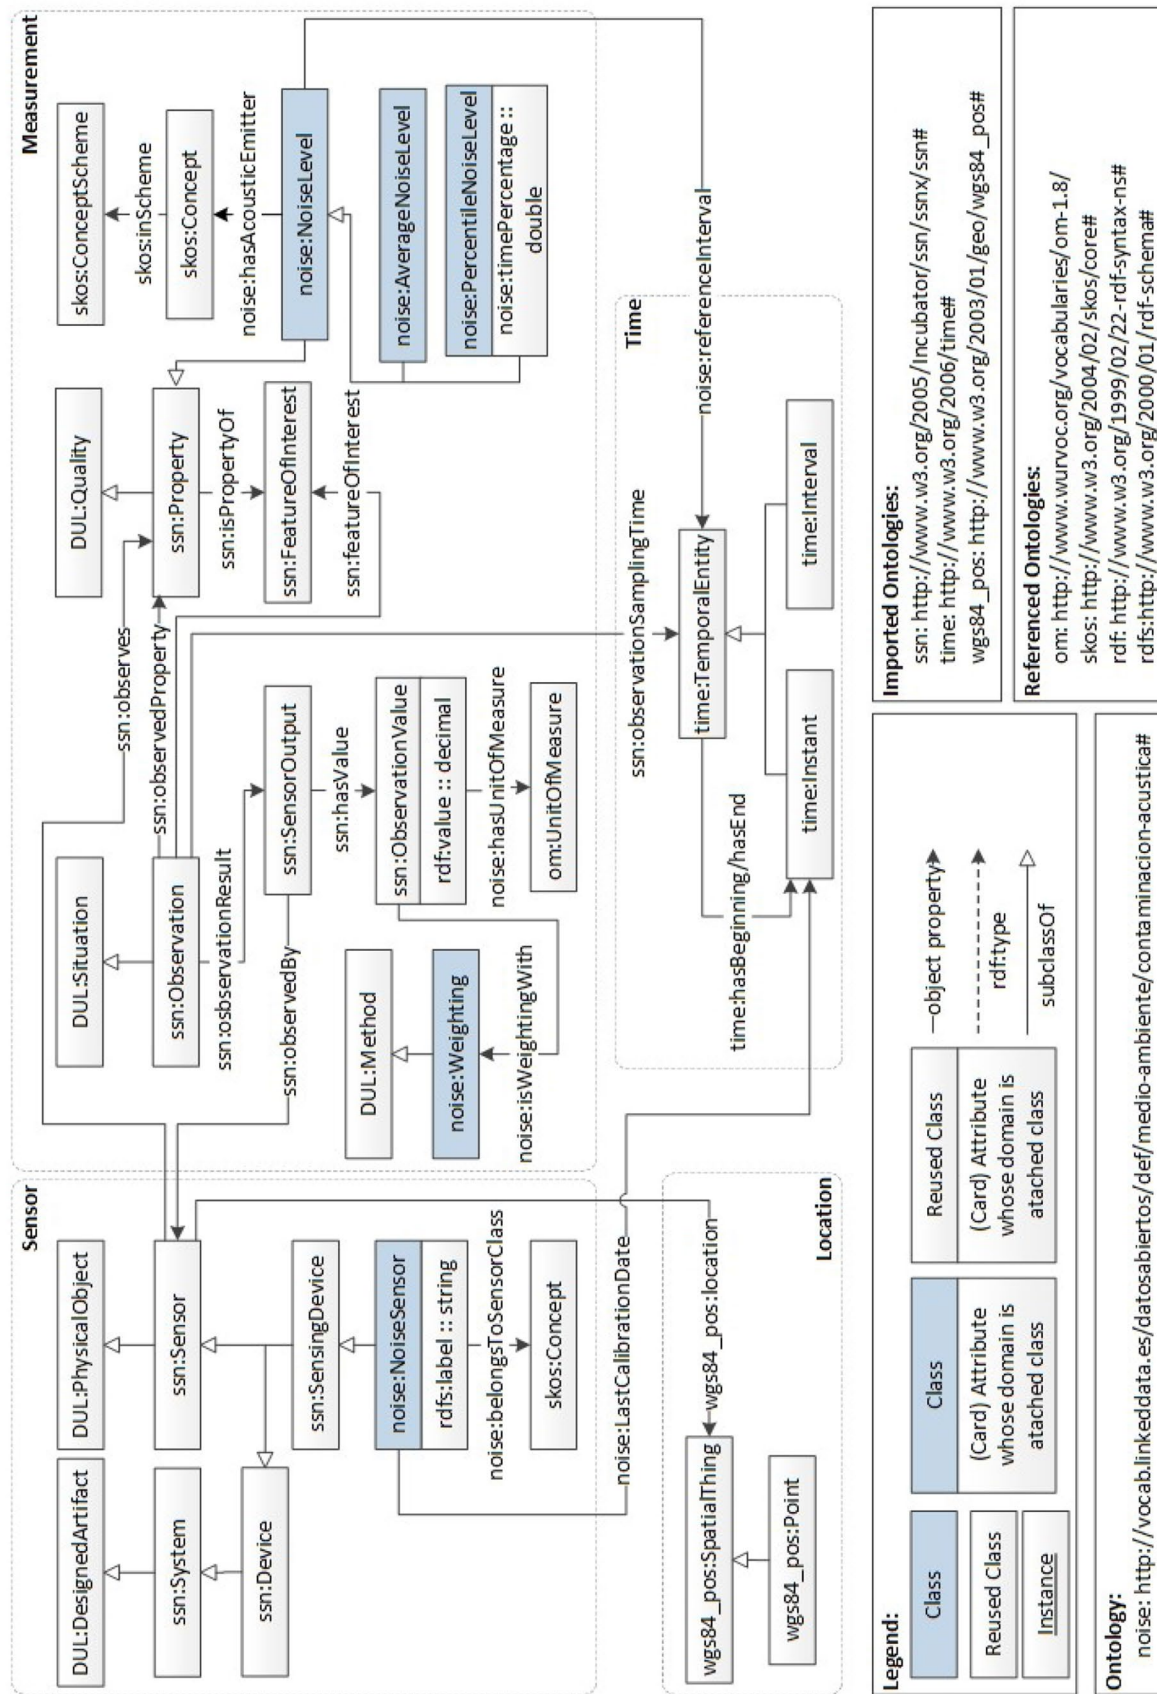 Sensor
DUL:DesignedArtifact
DUL:PhysicalObject
ssn:System
ssn:Sensor
ssn:Device
ssn:SensingDevice
noise:NoiseSensor
rdfs:label :: string
noise:belongsToSensorClass
skos:Concept
noise:LastCalibrationDate
Measurement
DUL:Situation
ssn:observes
DUL:Quality
skos:ConceptScheme
skos:inScheme
ssn:Observation
ssn:observedProperty
ssn:Property
skos:Concept
ssn:osbervationResult
ssn:isPropertyOf
noise:hasAcousticEmitter
ssn:observedBy
ssn:SensorOutput
ssn:FeatureOfInterest
noise:NoiseLevel
ssn:hasValue
ssn:featureOfInterest
DUL:Method
ssn:ObservationValue
rdf:value :: decimal
noise:AverageNoiseLevel
noise:Weighting
noise:hasUnitOfMeasure
noise:PercentileNoiseLevel
noise:timePercentage ::
double
noise:isWeightingWith
om:UnitOfMeasure
Location
wgs84_pos:location
wgs84_pos:SpatialThing
wgs84_pos:Point
Time
ssn:observationSamplingTime
time:TemporalEntity
noise:referenceInterval
time:hasBeginning/hasEnd
time:Instant
time:Interval
Legend:
Class
Reused Class
Instance
Class
(Card) Attribute
whose domain is
atached class
Reused Class
(Card) Attribute
whose domain is
atached class
object property
rdf:type
subclassOf
Imported Ontologies:
ssn: http://www.w3.org/2005/Incubator/ssn/ssnx/ssn#
time: http://www.w3.org/2006/time#
wgs84_pos: http://www.w3.org/2003/01/geo/wgs84_pos#
Referenced Ontologies:
om: http://www.wurvoc.org/vocabularies/om-1.8/
skos: http://www.w3.org/2004/02/skos/core#
rdf: http://www.w3.org/1999/02/22-rdf-syntax-ns#
rdfs:http://www.w3.org/2000/01/rdf-schema#
Ontology:
noise: http://vocab.linkeddata.es/datosabiertos/def/medio-ambiente/contaminacion-acustica#